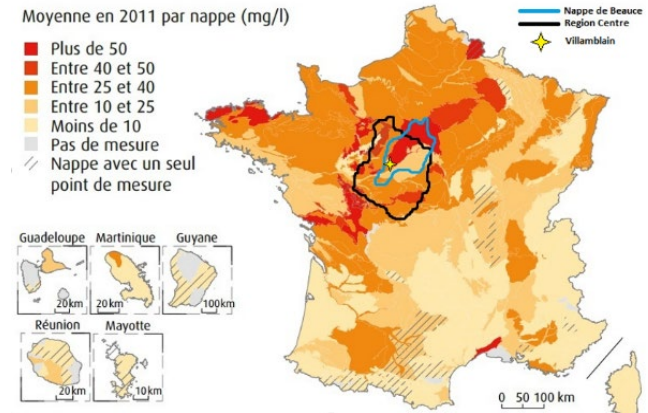 Moyenne en 2011 par nappe (mg/l)
Plus de 50
Entre 40 et 50
Entre 25 et 40
Entre 10 et 25
Moins de 10
Pas de mesure
Nappe avec un seul
point de mesure
Nappe de Beauce
Region Centre
Villamblain
Guadeloupe
20km
Martinique
20km
Guyane
100km
Réunion
20km
Mayotte
10km
0 50 100 km